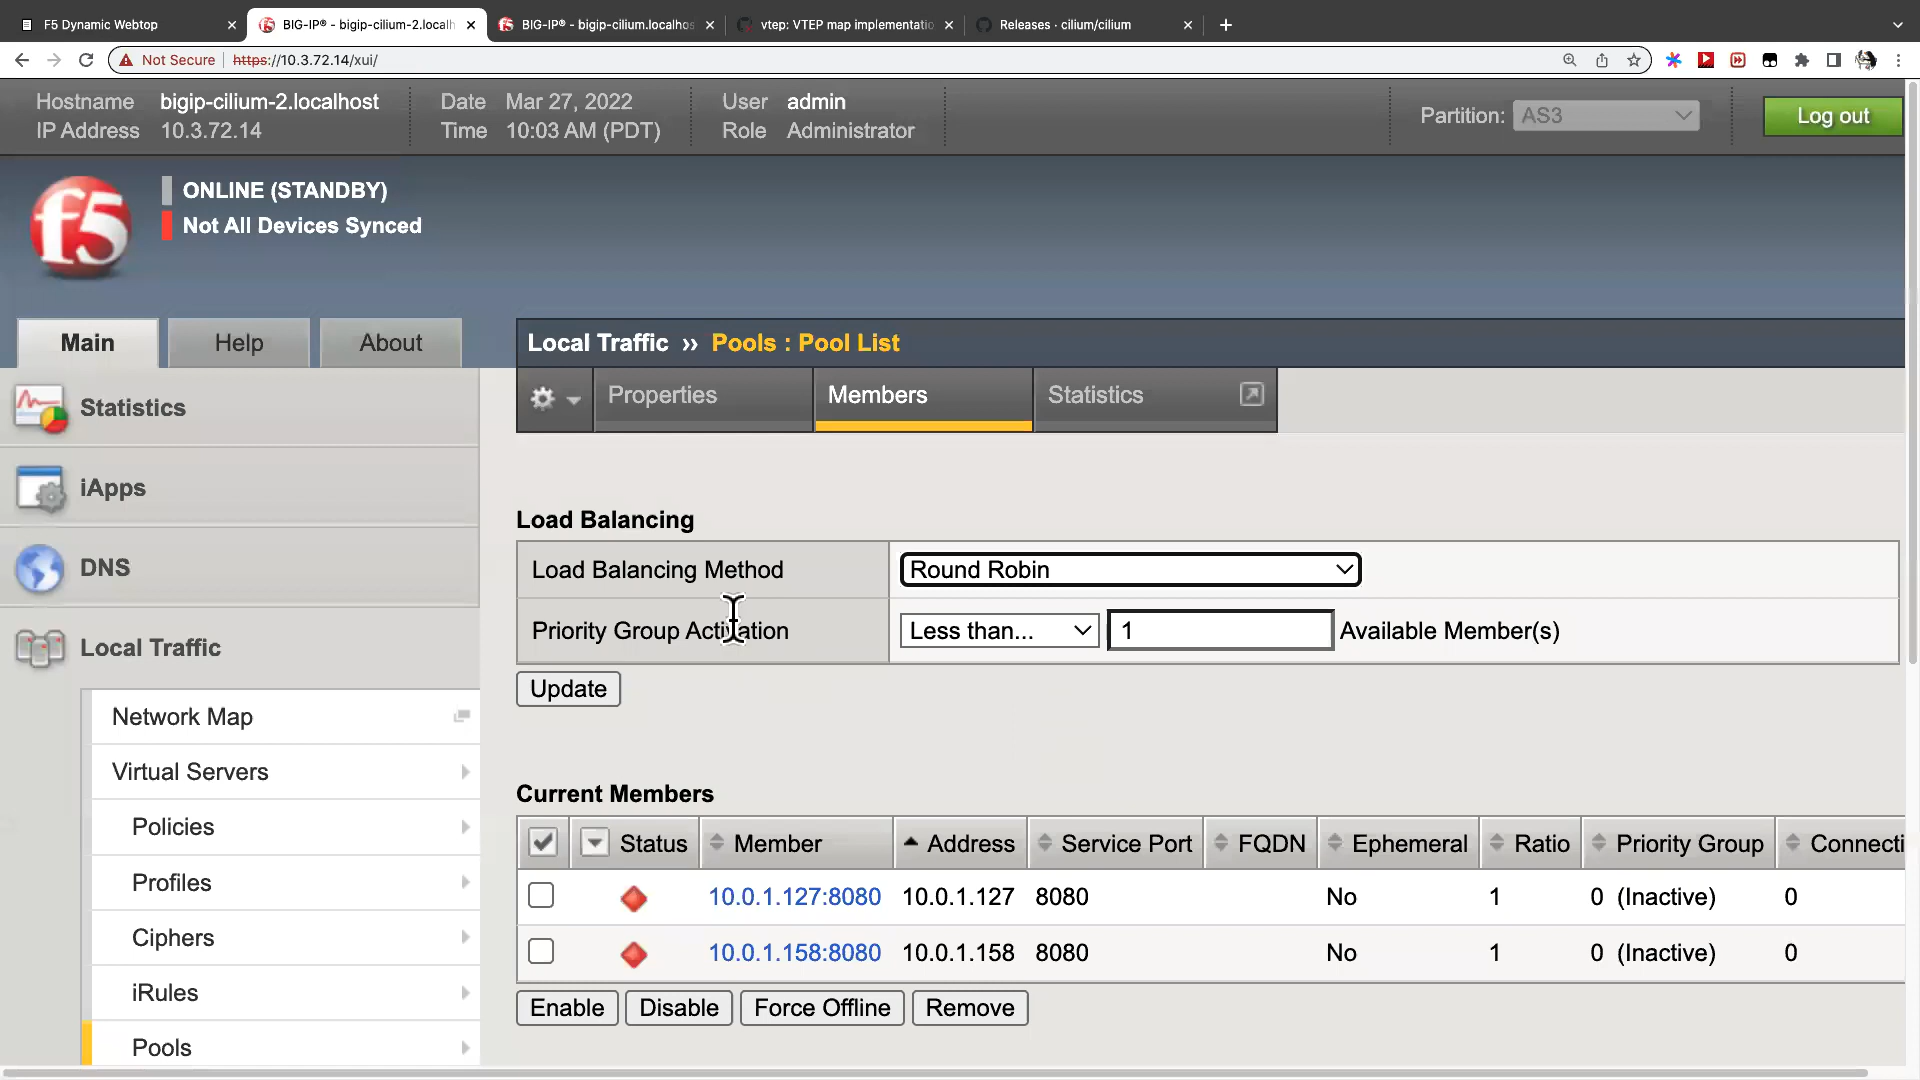 F5 Dynamic Webtop
BIG-IP® - bigip-cilium-2.localh
BIG-IP® - bigip-cilium.localhos
vtep: VTEP map implementatio
Releases · cilium/cilium
Not Secure
https://10.3.72.14/xui/
Hostname bigip-cilium-2.localhost
IP Address 10.3.72.14
Date Mar 27, 2022
Time 10:03 AM (PDT)
User admin
Role Administrator
Partition: AS3
Log out
f5
ONLINE (STANDBY)
Not All Devices Synced
Main
Help
About
Local Traffic ›› Pools : Pool List
Properties
Members
Statistics
Statistics
iApps
DNS
Local Traffic
Network Map
Virtual Servers
Policies
Profiles
Ciphers
iRules
Pools
Load Balancing
Load Balancing Method Round Robin
Priority Group Activation Less than... 1 Available Member(s)
Update
Current Members
Status Member Address Service Port FQDN Ephemeral Ratio Priority Group Connecti
10.0.1.127:8080 10.0.1.127 8080 No 1 0 (Inactive) 0
10.0.1.158:8080 10.0.1.158 8080 No 1 0 (Inactive) 0
Enable Disable Force Offline Remove